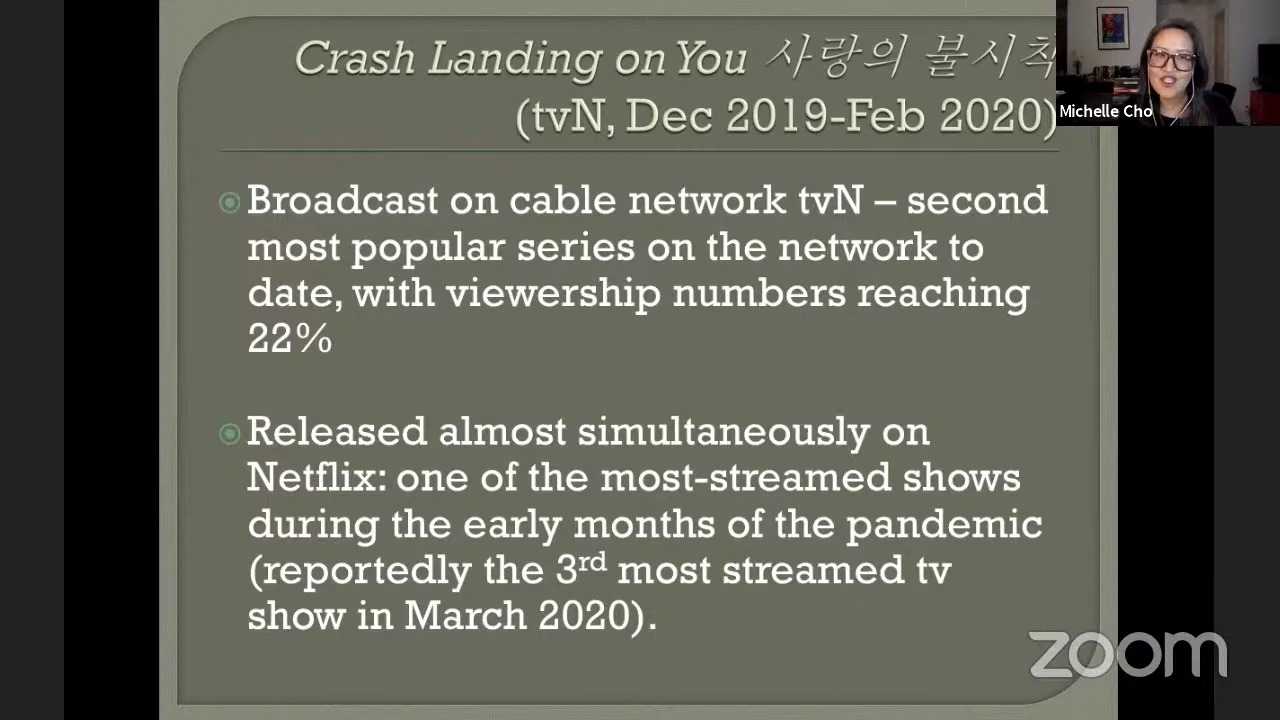 Crash Landing on You 사랑의 불시착
(tvN, Dec 2019-Feb 2020)
Michelle Cho
Broadcast on cable network tvN – second
most popular series on the network to
date, with viewership numbers reaching
22%
Released almost simultaneously on
Netflix: one of the most-streamed shows
during the early months of the pandemic
(reportedly the 3rd most streamed tv
show in March 2020).
zoom